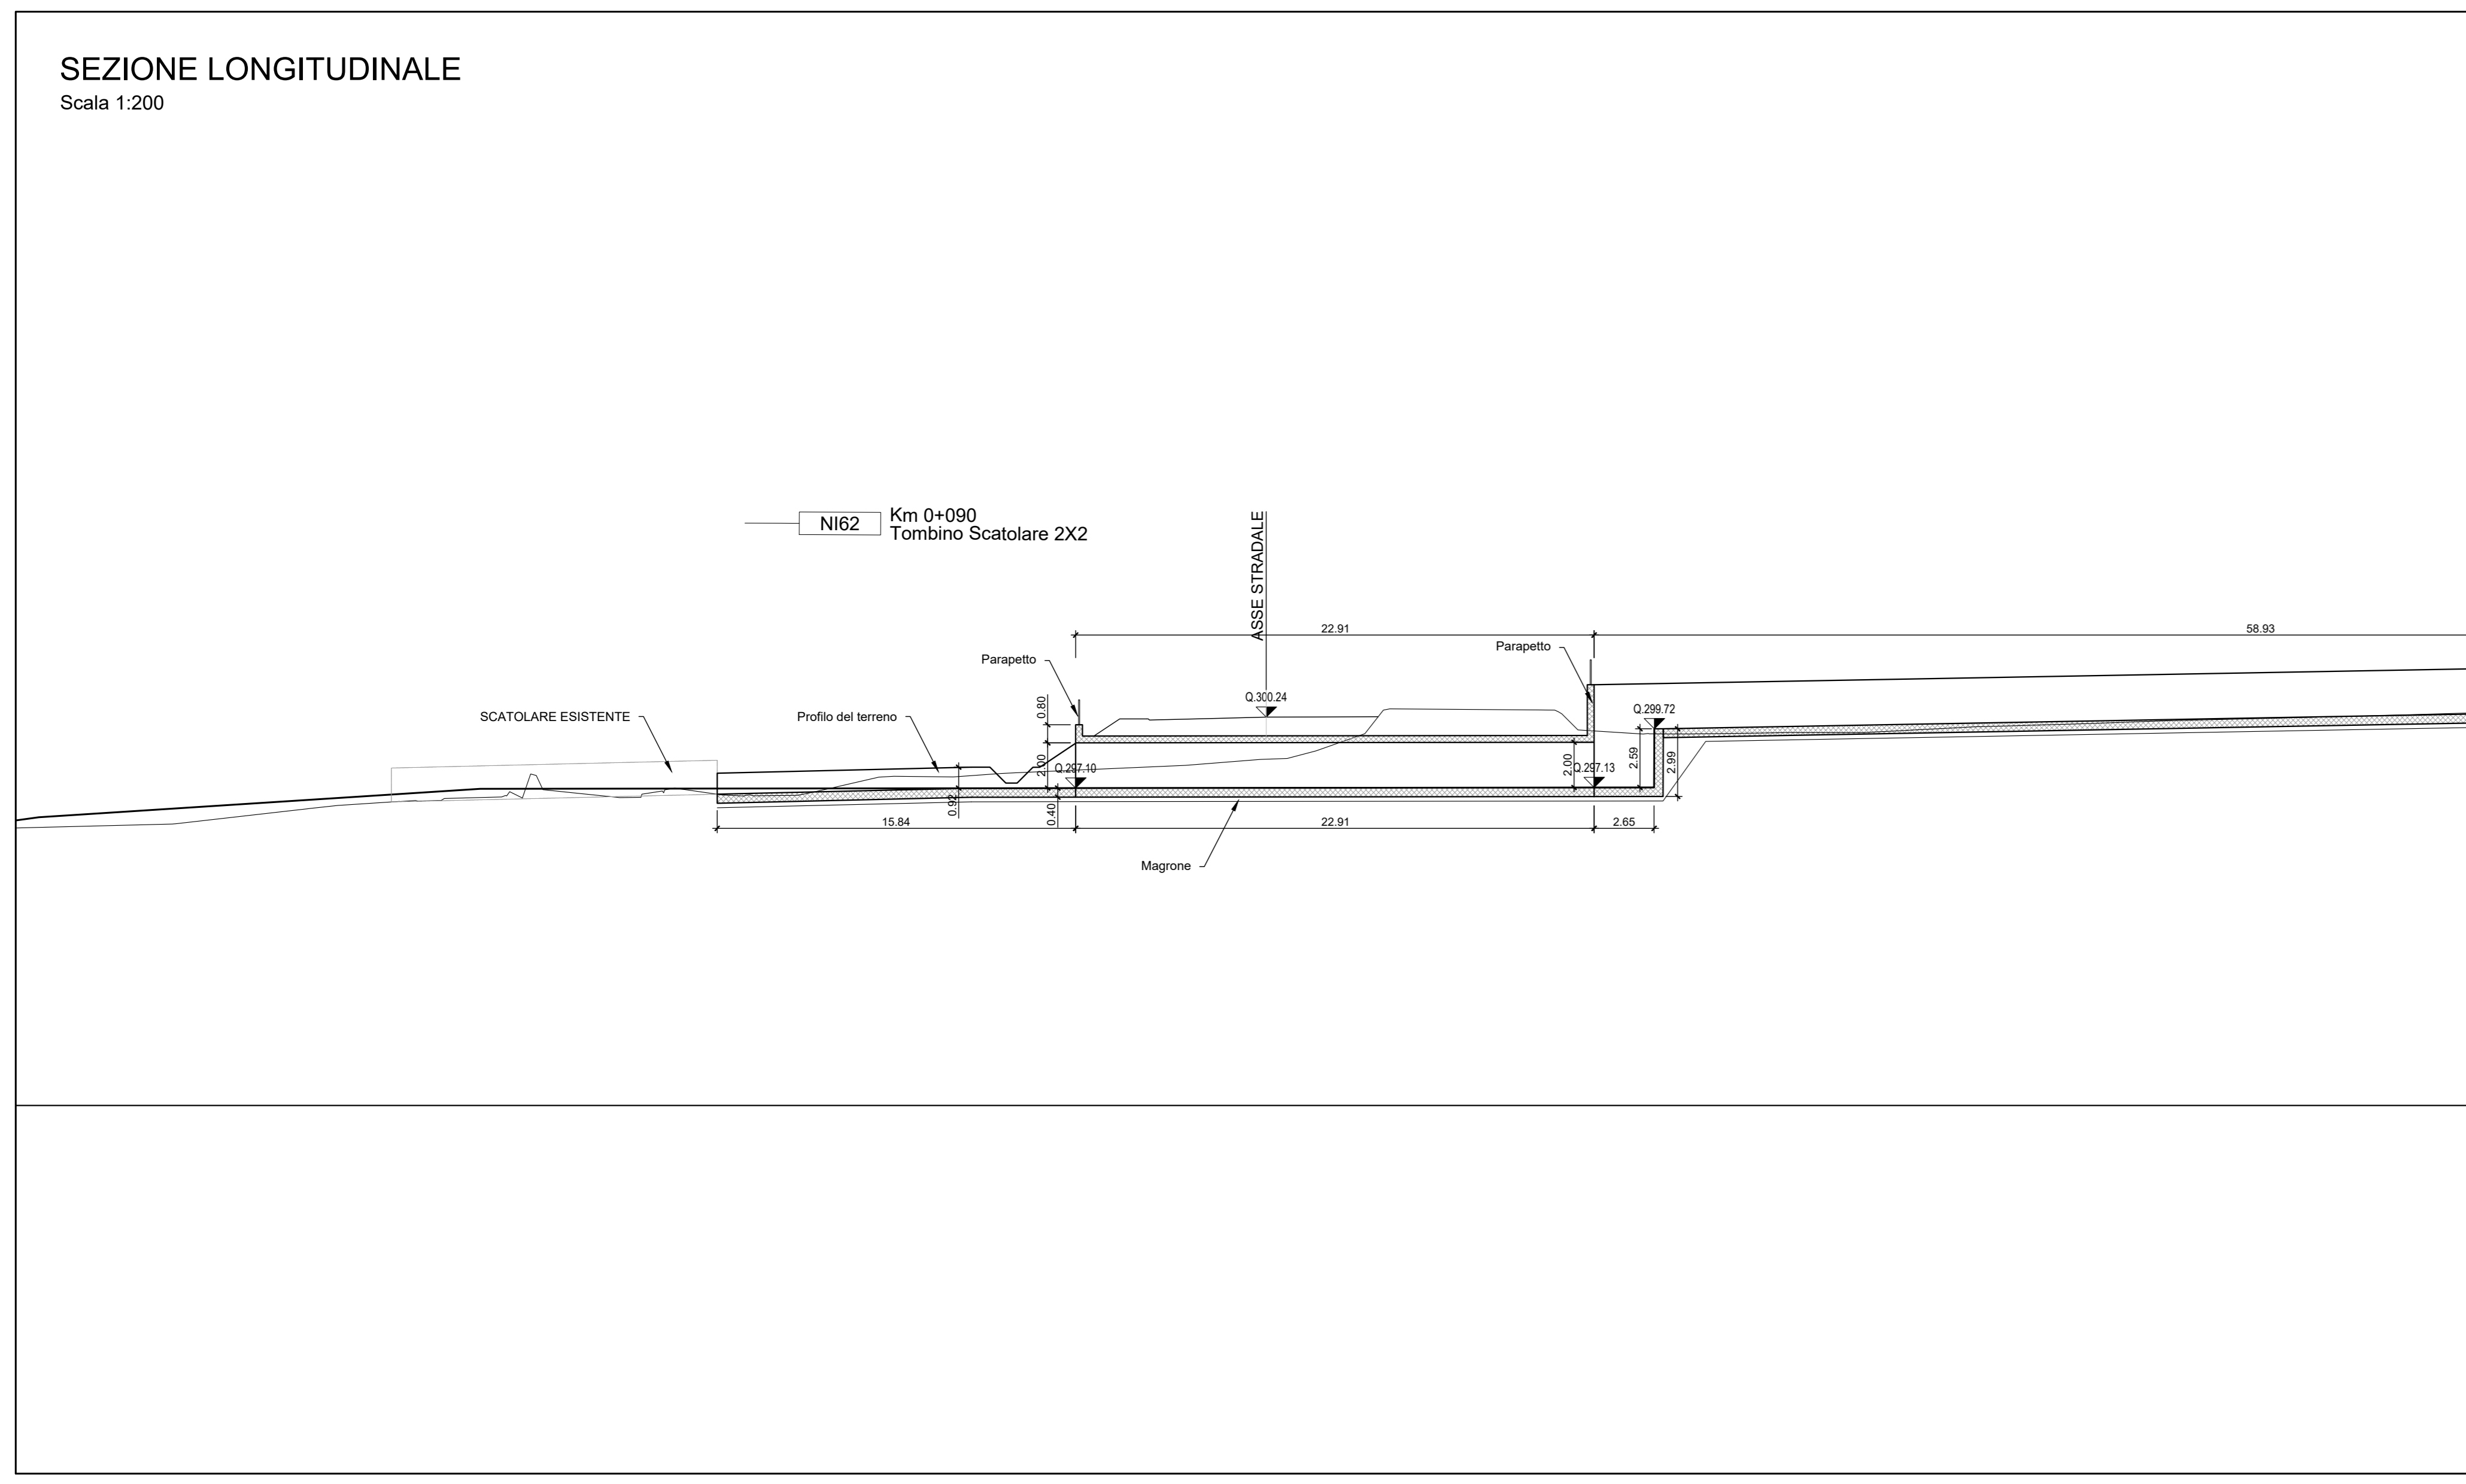 SEZIONE LONGITUDINALE
Scala 1:200
NI62
Km 0+090
Tombino Scatolare 2X2
ASSE STRADALE
22.91
58.93
Parapetto
Parapetto
Q.300.24
0.80
SCATOLARE ESISTENTE
Profilo del terreno
Q.299.72
2.00
Q.297.10
2.00
Q.297.13
2.59
2.99
0.92
0.40
15.84
22.91
2.65
Magrone